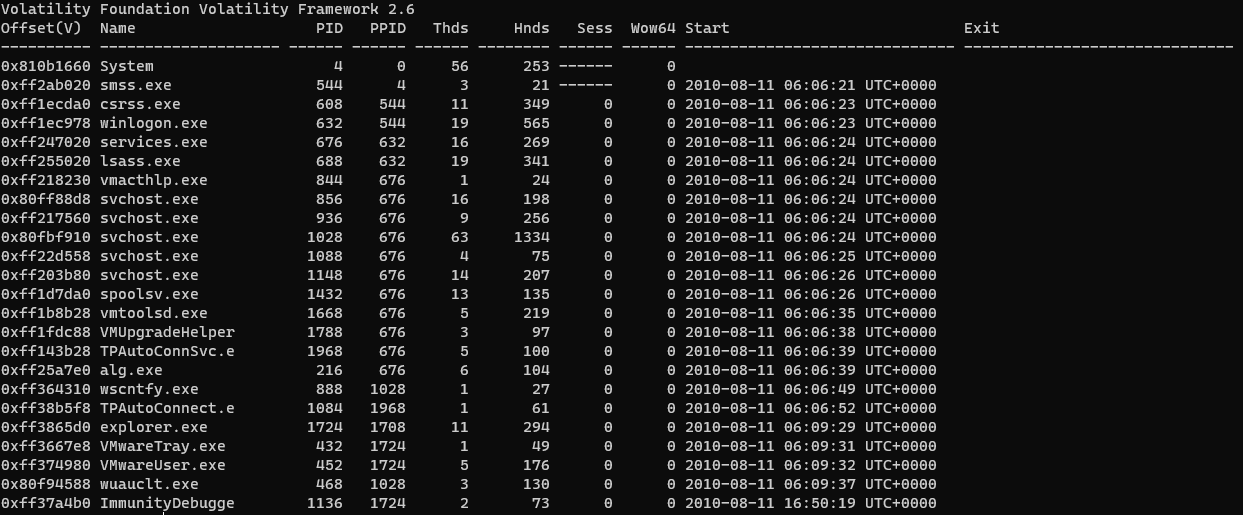 Volatility Foundation Volatility Framework 2.6
Offset(V)  Name                    PID   PPID   Thds     Hnds   Sess  Wow64 Start                          Exit
---------- -------------------- ------ ------ ------ -------- ------ ------ ------------------------------ ------------------------------
0x810b1660 System                    4      0     56      253 ------      0
0xff2ab020 smss.exe                544      4      3       21 ------      0 2010-08-11 06:06:21 UTC+0000
0xff1ecda0 csrss.exe               608    544     11      349      0      0 2010-08-11 06:06:23 UTC+0000
0xff1ec978 winlogon.exe            632    544     19      565      0      0 2010-08-11 06:06:23 UTC+0000
0xff247020 services.exe            676    632     16      269      0      0 2010-08-11 06:06:24 UTC+0000
0xff255020 lsass.exe               688    632     19      341      0      0 2010-08-11 06:06:24 UTC+0000
0xff218230 vmacthlp.exe            844    676      1       24      0      0 2010-08-11 06:06:24 UTC+0000
0x80ff88d8 svchost.exe             856    676     16      198      0      0 2010-08-11 06:06:24 UTC+0000
0xff217560 svchost.exe             936    676      9      256      0      0 2010-08-11 06:06:24 UTC+0000
0x80fbf910 svchost.exe            1028    676     63     1334      0      0 2010-08-11 06:06:24 UTC+0000
0xff22d558 svchost.exe            1088    676      4       75      0      0 2010-08-11 06:06:25 UTC+0000
0xff203b80 svchost.exe            1148    676     14      207      0      0 2010-08-11 06:06:26 UTC+0000
0xff1d7da0 spoolsv.exe            1432    676     13      135      0      0 2010-08-11 06:06:26 UTC+0000
0xff1b8b28 vmtoolsd.exe           1668    676      5      219      0      0 2010-08-11 06:06:35 UTC+0000
0xff1fdc88 VMUpgradeHelper        1788    676      3       97      0      0 2010-08-11 06:06:38 UTC+0000
0xff143b28 TPAutoConnSvc.e        1968    676      5      100      0      0 2010-08-11 06:06:39 UTC+0000
0xff25a7e0 alg.exe                 216    676      6      104      0      0 2010-08-11 06:06:39 UTC+0000
0xff364310 wscntfy.exe             888   1028      1       27      0      0 2010-08-11 06:06:49 UTC+0000
0xff38b5f8 TPAutoConnect.e        1084   1968      1       61      0      0 2010-08-11 06:06:52 UTC+0000
0xff3865d0 explorer.exe           1724   1708     11      294      0      0 2010-08-11 06:09:29 UTC+0000
0xff3667e8 VMwareTray.exe          432   1724      1       49      0      0 2010-08-11 06:09:31 UTC+0000
0xff374980 VMwareUser.exe          452   1724      5      176      0      0 2010-08-11 06:09:32 UTC+0000
0x80f94588 wuauclt.exe             468   1028      3      130      0      0 2010-08-11 06:09:37 UTC+0000
0xff37a4b0 ImmunityDebugge        1136   1724      2       73      0      0 2010-08-11 16:50:19 UTC+0000